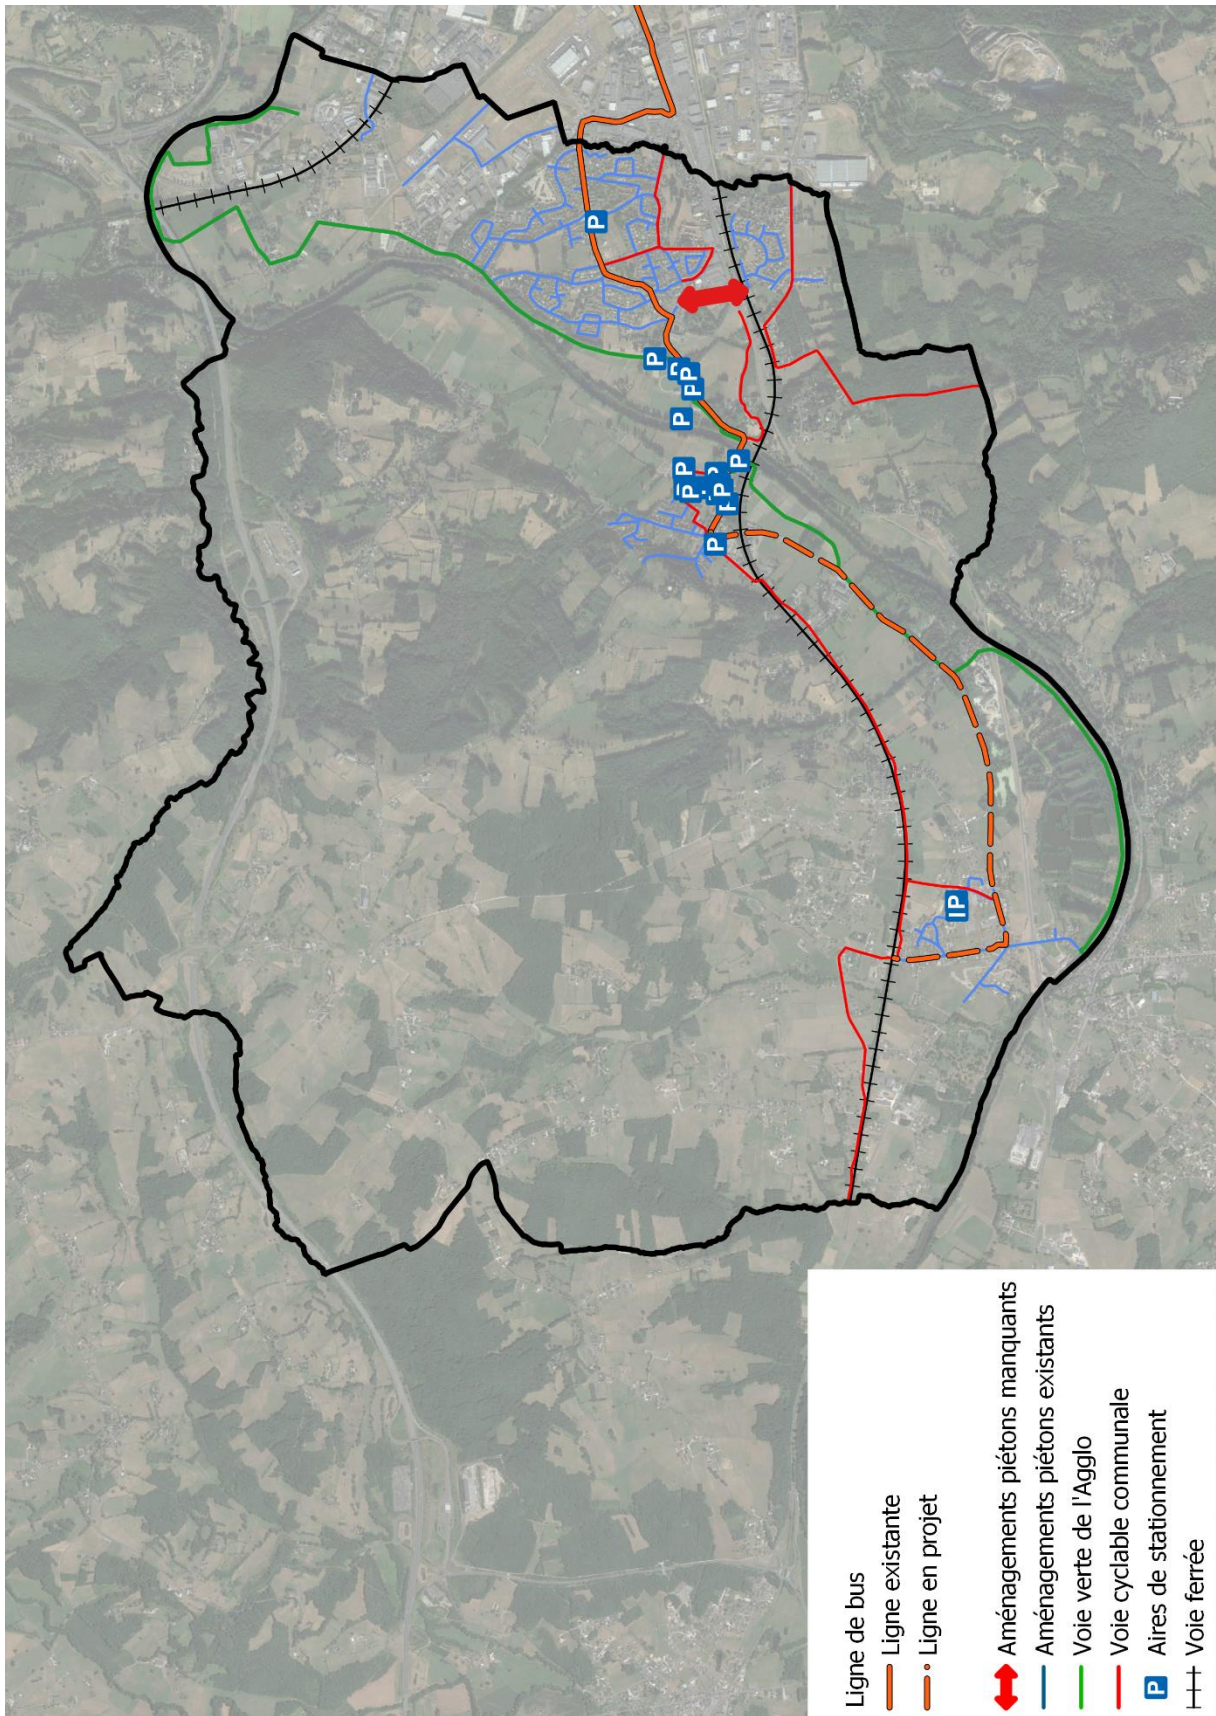 Ligne de bus
Ligne existante
Ligne en projet
Aménagements piétons manquants
Aménagements piétons existants
Voie verte de l'Agglo
Voie cyclable communale
P Aires de stationnement
Voie ferrée
P
P
P
P
P
P
P
P
P
P
P
P
P
IP